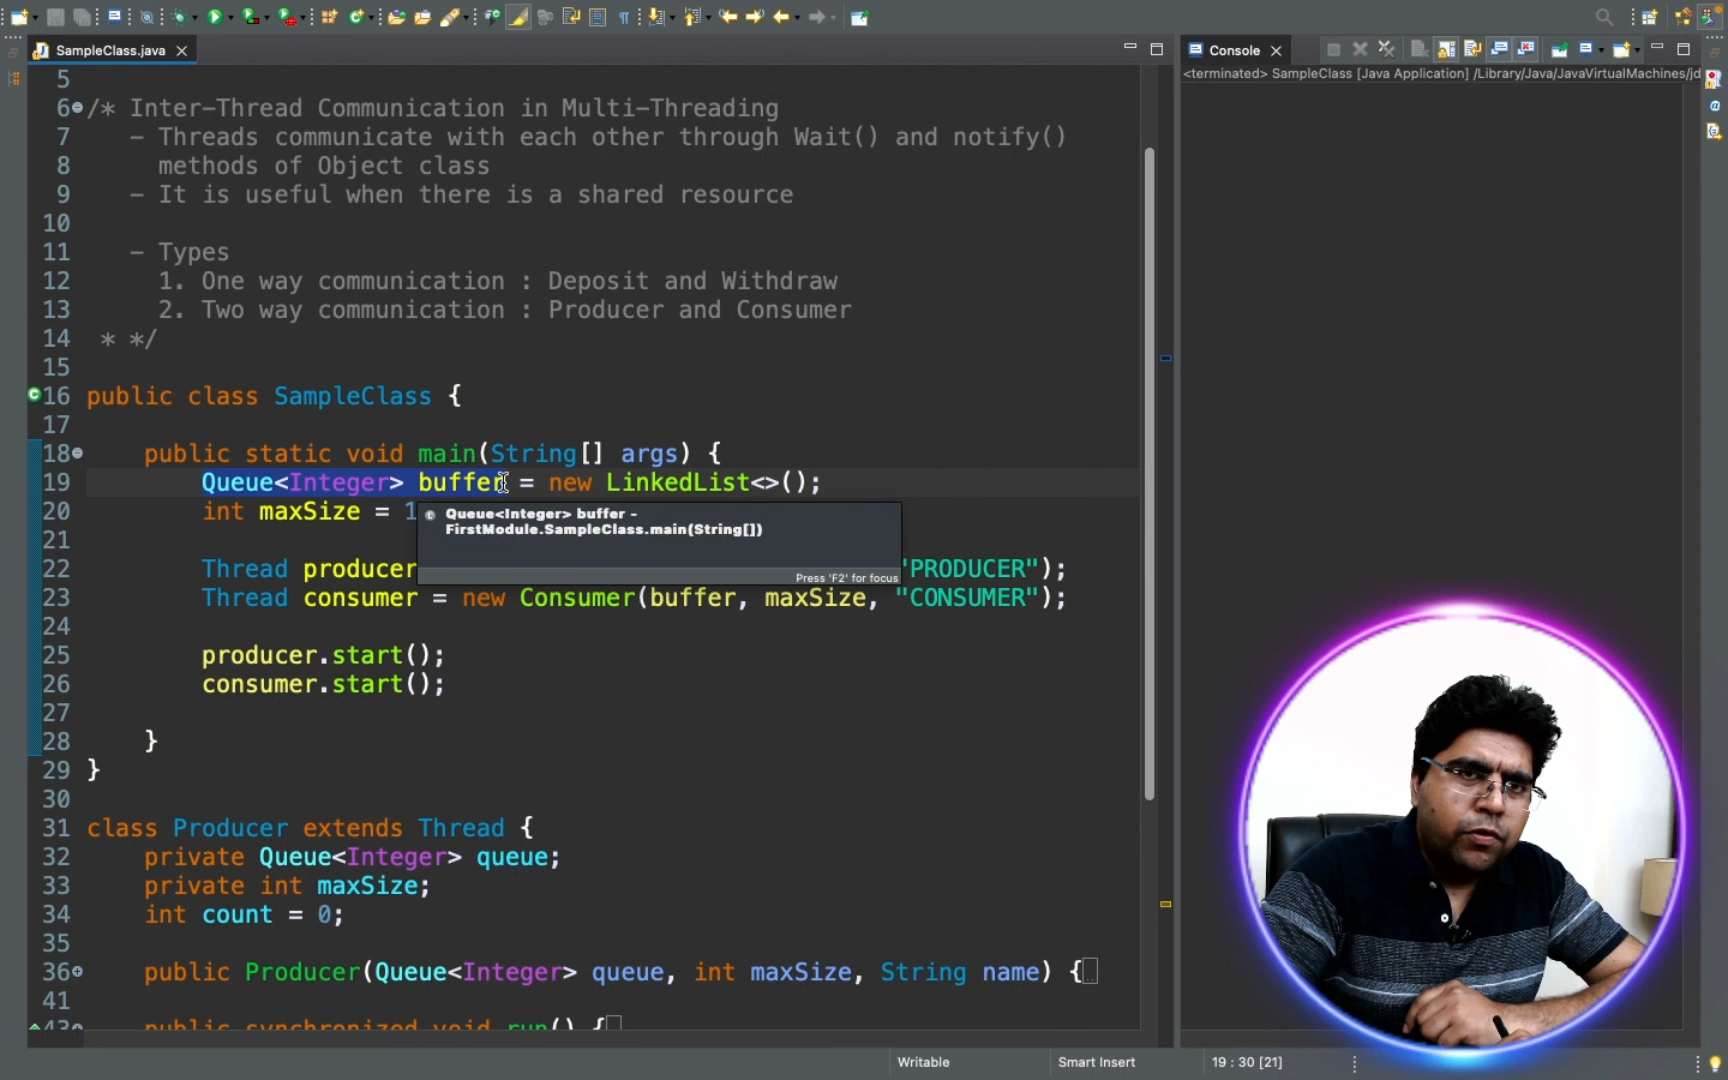 SampleClass.java
Console
<terminated> SampleClass [Java Application] /Library/Java/JavaVirtualMachines/jd
5
6 /* Inter-Thread Communication in Multi-Threading
7 - Threads communicate with each other through Wait() and notify()
8 methods of Object class
9 - It is useful when there is a shared resource
10
11 - Types
12 1. One way communication : Deposit and Withdraw
13 2. Two way communication : Producer and Consumer
14 * */
15
16 public class SampleClass {
17
18 public static void main(String[] args) {
19 Queue<Integer> buffer = new LinkedList<>();
20 int maxSize = 1
Queue<Integer> buffer -
FirstModule.SampleClass.main(String[])
Press 'F2' for focus
21
22 Thread producer "PRODUCER");
23 Thread consumer = new Consumer(buffer, maxSize, "CONSUMER");
24
25 producer.start();
26 consumer.start();
27
28 }
29 }
30
31 class Producer extends Thread {
32 private Queue<Integer> queue;
33 private int maxSize;
34 int count = 0;
35
36 public Producer(Queue<Integer> queue, int maxSize, String name) {
41
43 public synchronized void run() {
Writable
Smart Insert
19 : 30 [21]